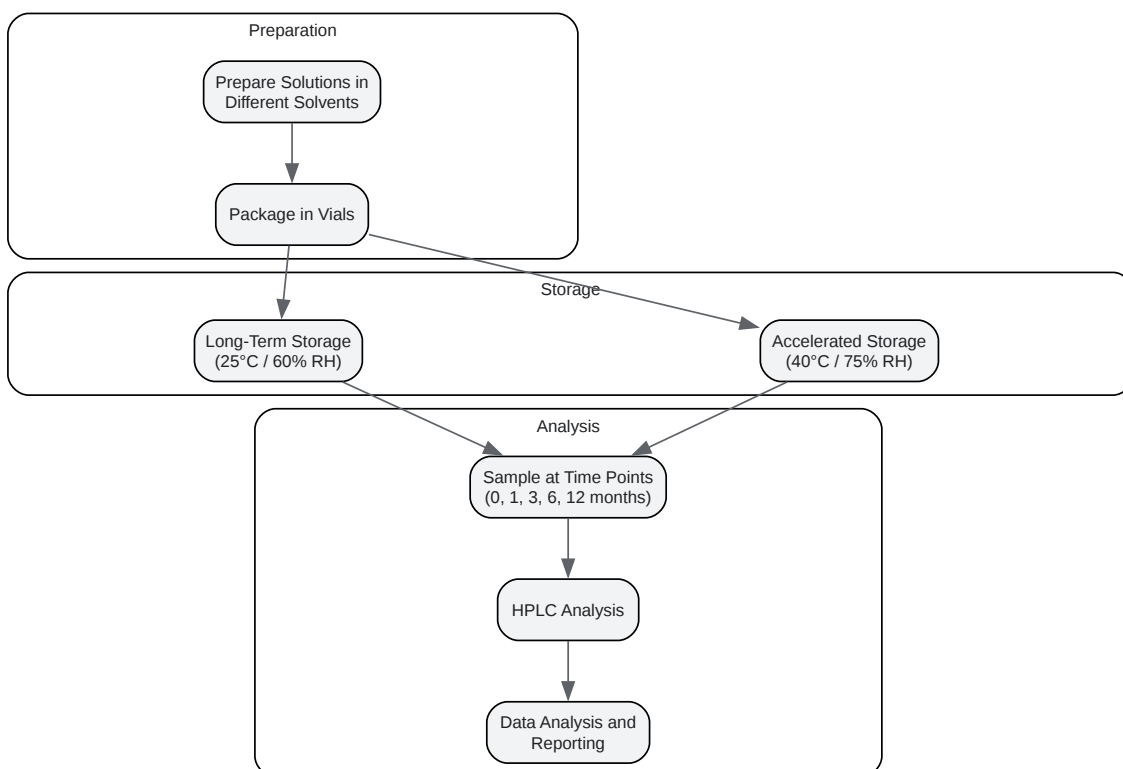 Preparation
Prepare Solutions in
Different Solvents
Package in Vials
Storage
Long-Term Storage
(25°C / 60% RH)
Accelerated Storage
(40°C / 75% RH)
Analysis
Sample at Time Points
(0, 1, 3, 6, 12 months)
HPLC Analysis
Data Analysis and
Reporting